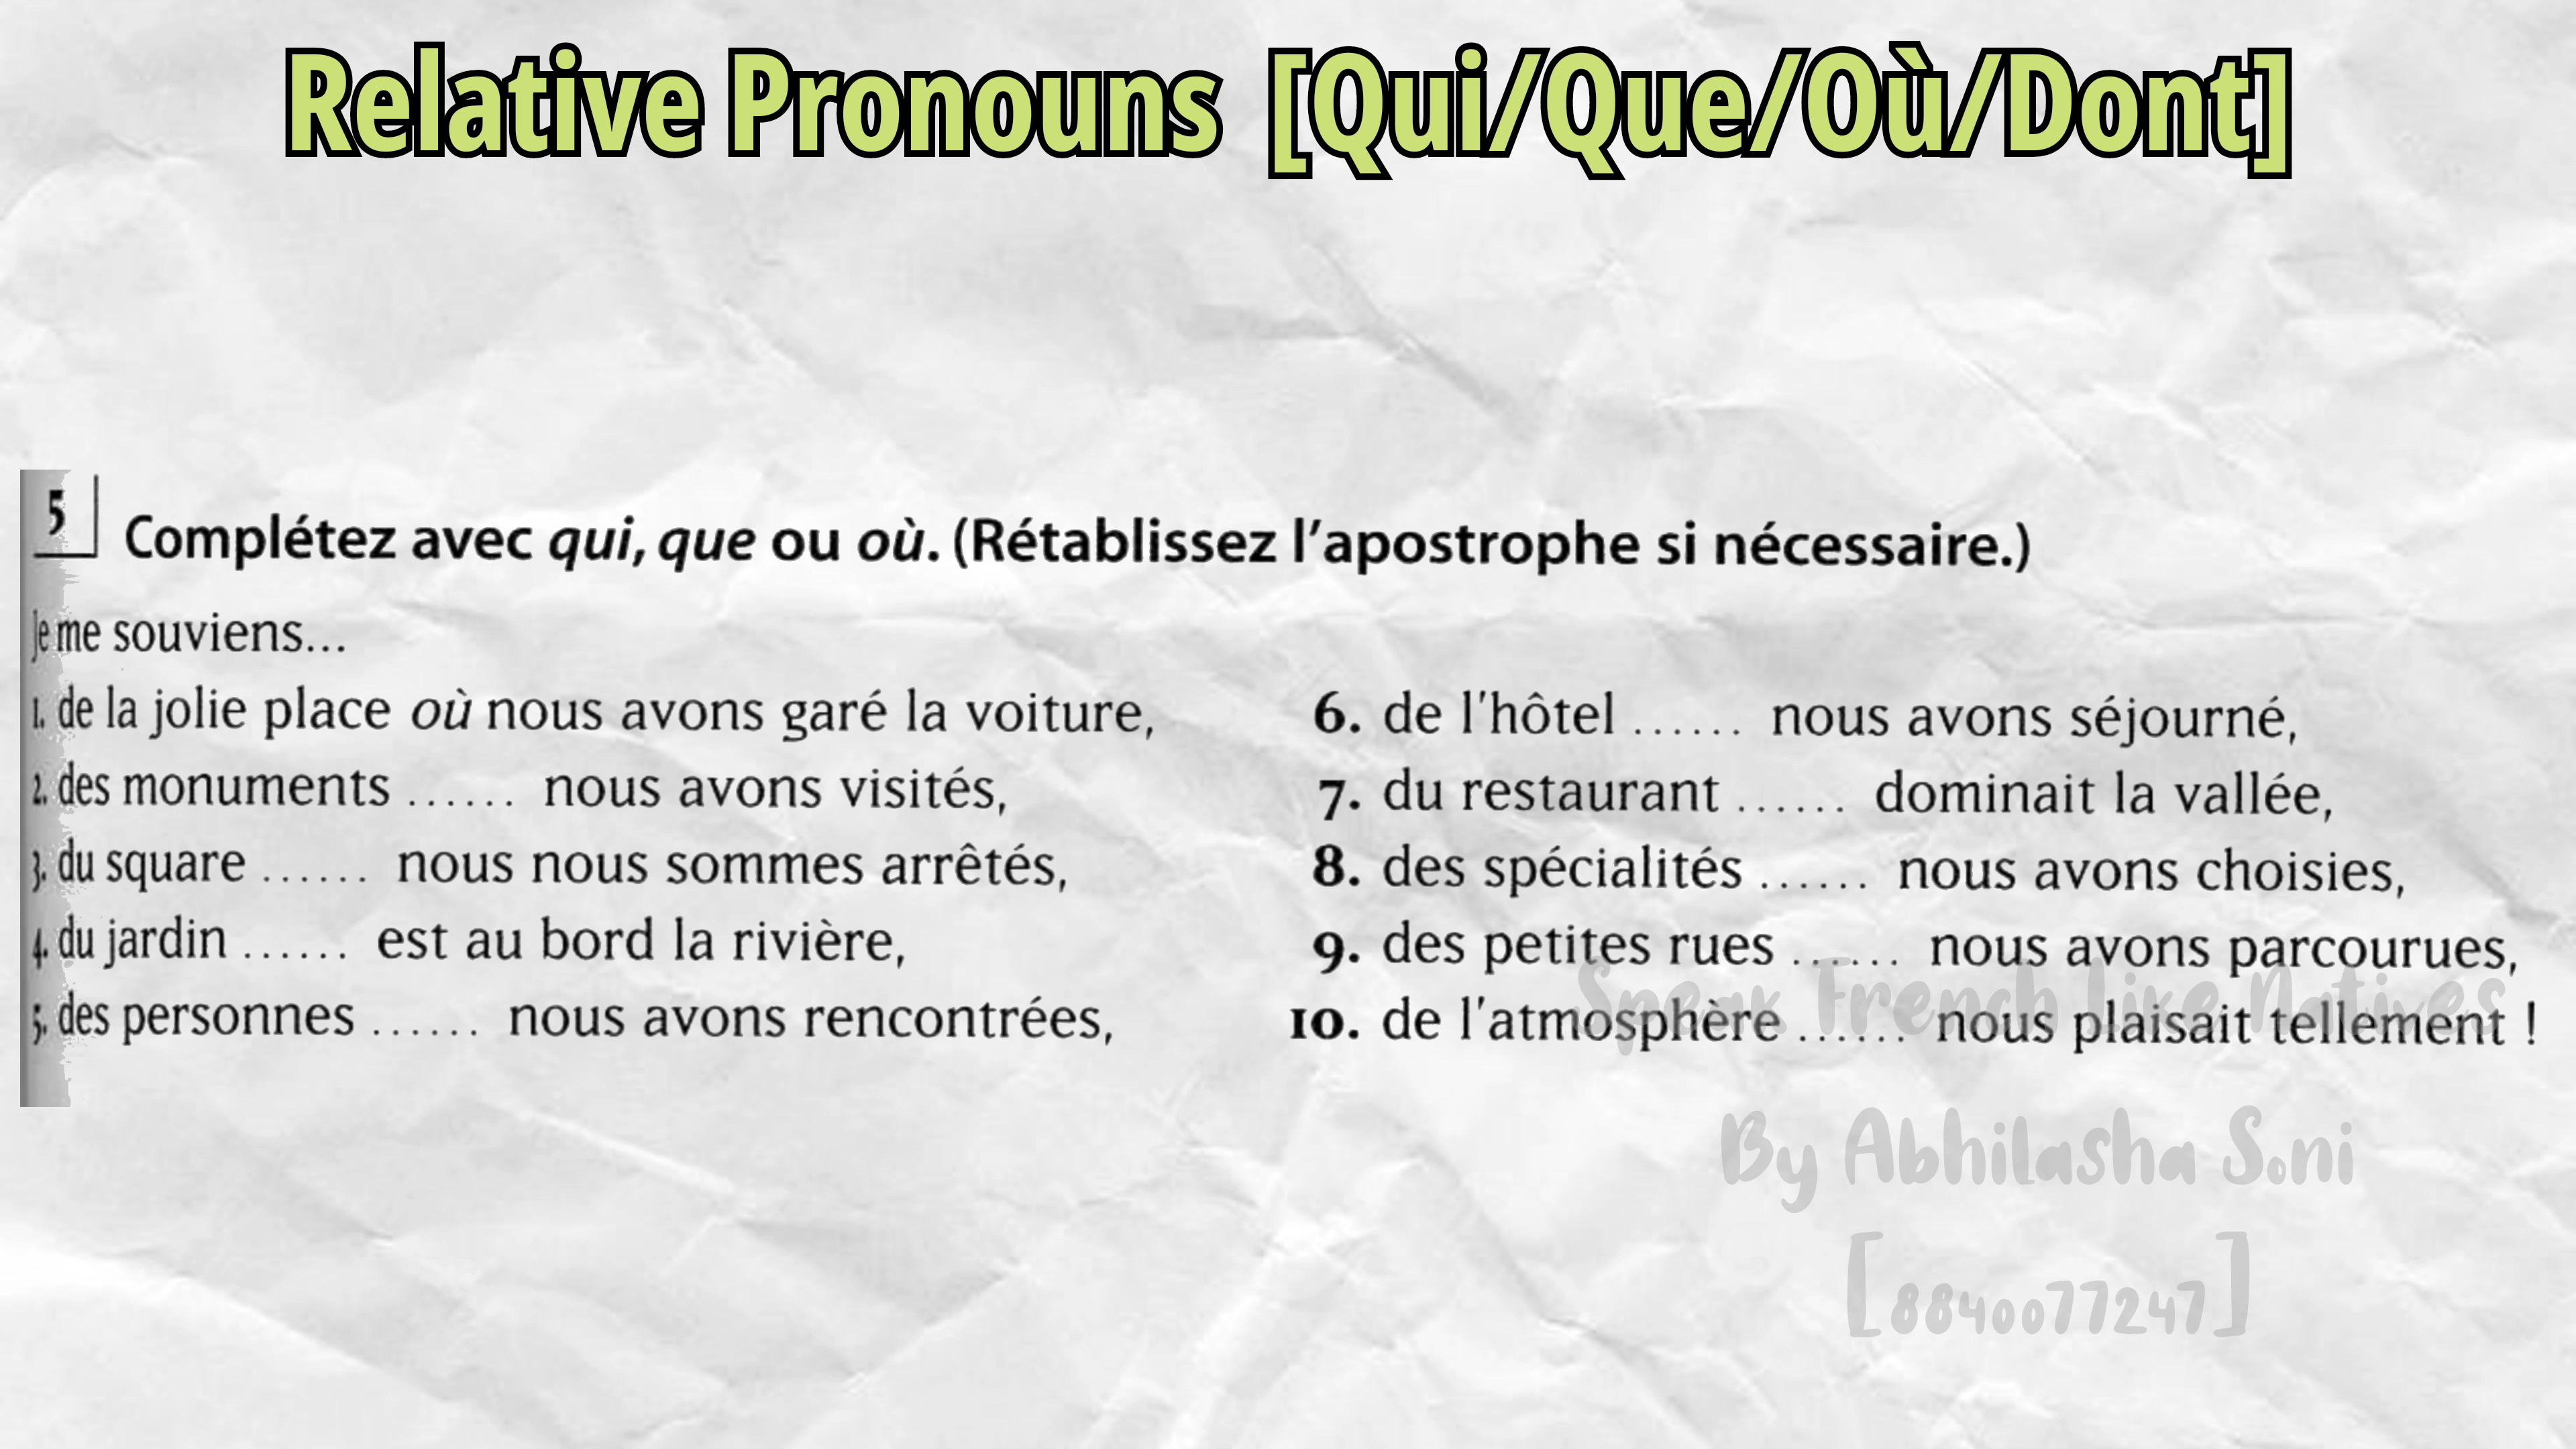 Relative Pronouns [Qui/Que/Où/Dont]
5 Complétez avec qui, que ou où. (Rétablissez l'apostrophe si nécessaire.)
Je me souviens...
1. de la jolie place où nous avons garé la voiture,
2. des monuments ...... nous avons visités,
3. du square ...... nous nous sommes arrêtés,
4. du jardin ...... est au bord la rivière,
5. des personnes ...... nous avons rencontrées,
6. de l'hôtel ...... nous avons séjourné,
7. du restaurant ...... dominait la vallée,
8. des spécialités ...... nous avons choisies,
9. des petites rues ...... nous avons parcourues,
10. de l'atmosphère ...... nous plaisait tellement !
Speak French Like Natives
By Abhilasha Soni
[8840077247]